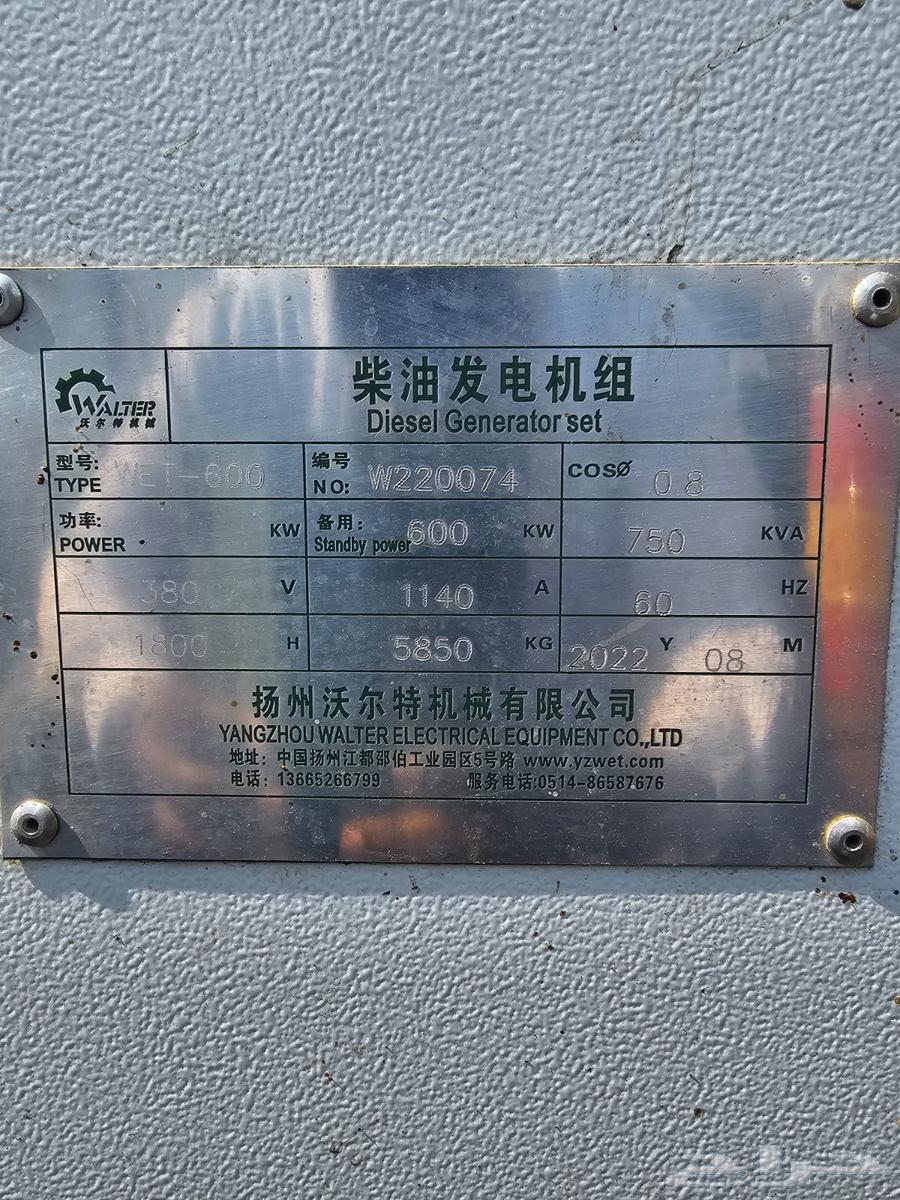 WALTER
沃尔特机械
柴油发电机组
Diesel Generator set
型号: WET-600 编号 W220074 COSØ 0.8
TYPE NO:
功率: KW 备用: 600 KW 750 KVA
POWER Standby power
380 V 1140 A 60 HZ
1800 H 5850 KG 2022 Y 08 M
扬州沃尔特机械有限公司
YANGZHOU WALTER ELECTRICAL EQUIPMENT CO.,LTD
地址: 中国扬州江都邵伯工业园区5号路 www.yzwet.com
电话: 13665266799 服务电话:0514-86587676
حراج